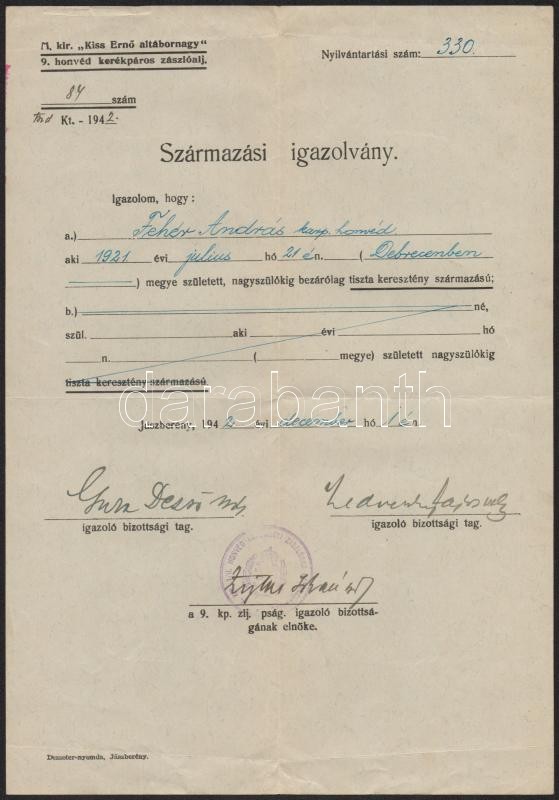 M. kir. „Kiss Ernő altábornagy"
9. honvéd kerékpáros zászlóalj.
Nyilvántartási szám: 330.
84 szám
Kt. - 1942.
Származási igazolvány.
Igazolom, hogy:
a.) Fehér András karp. honvéd
aki 1921 évi július hó 21 én. ( Debrecenben
) megye született, nagyszülőkig bezárólag tiszta keresztény származású;
b.) né,
szül. aki évi hó
n. ( megye) született nagyszülőkig
tiszta keresztény származású.
darabanth
Jászberény, 1942 évi december hó 1 én.
igazoló bizottsági tag.
igazoló bizottsági tag.
a 9. kp. zlj. pság. igazoló bizottsá-
gának elnöke.
Demeter-nyomda, Jászberény.